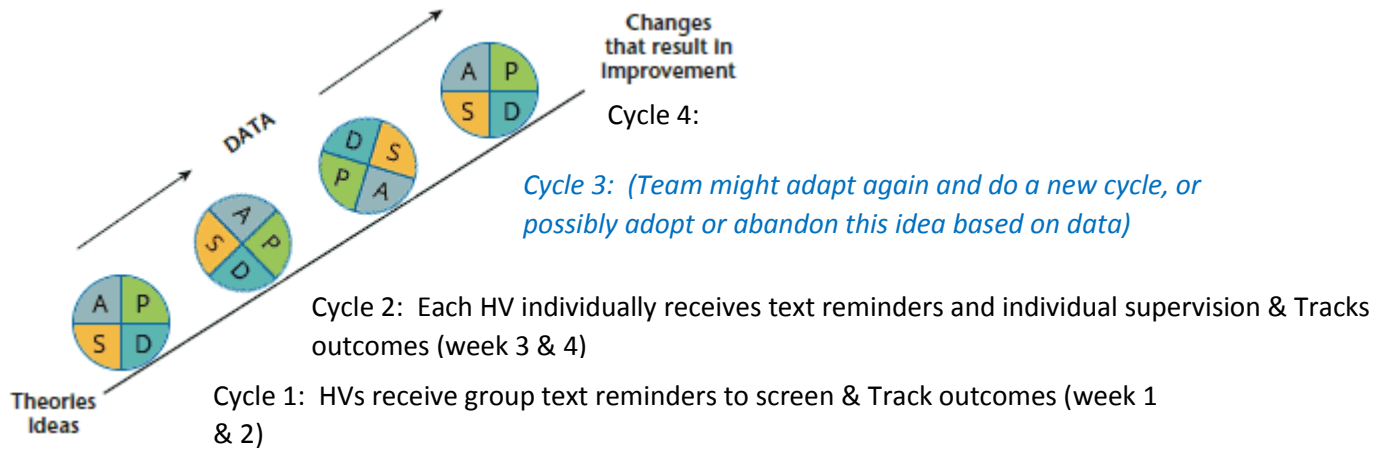 Changes
that result in
Improvement
A P
S D
Cycle 4:
DATA
D S
P A
Cycle 3: (Team might adapt again and do a new cycle, or
possibly adopt or abandon this idea based on data)
A
S P
D
Cycle 2: Each HV individually receives text reminders and individual supervision & Tracks
outcomes (week 3 & 4)
A P
S D
Cycle 1: HVs receive group text reminders to screen & Track outcomes (week 1
& 2)
Theories
Ideas